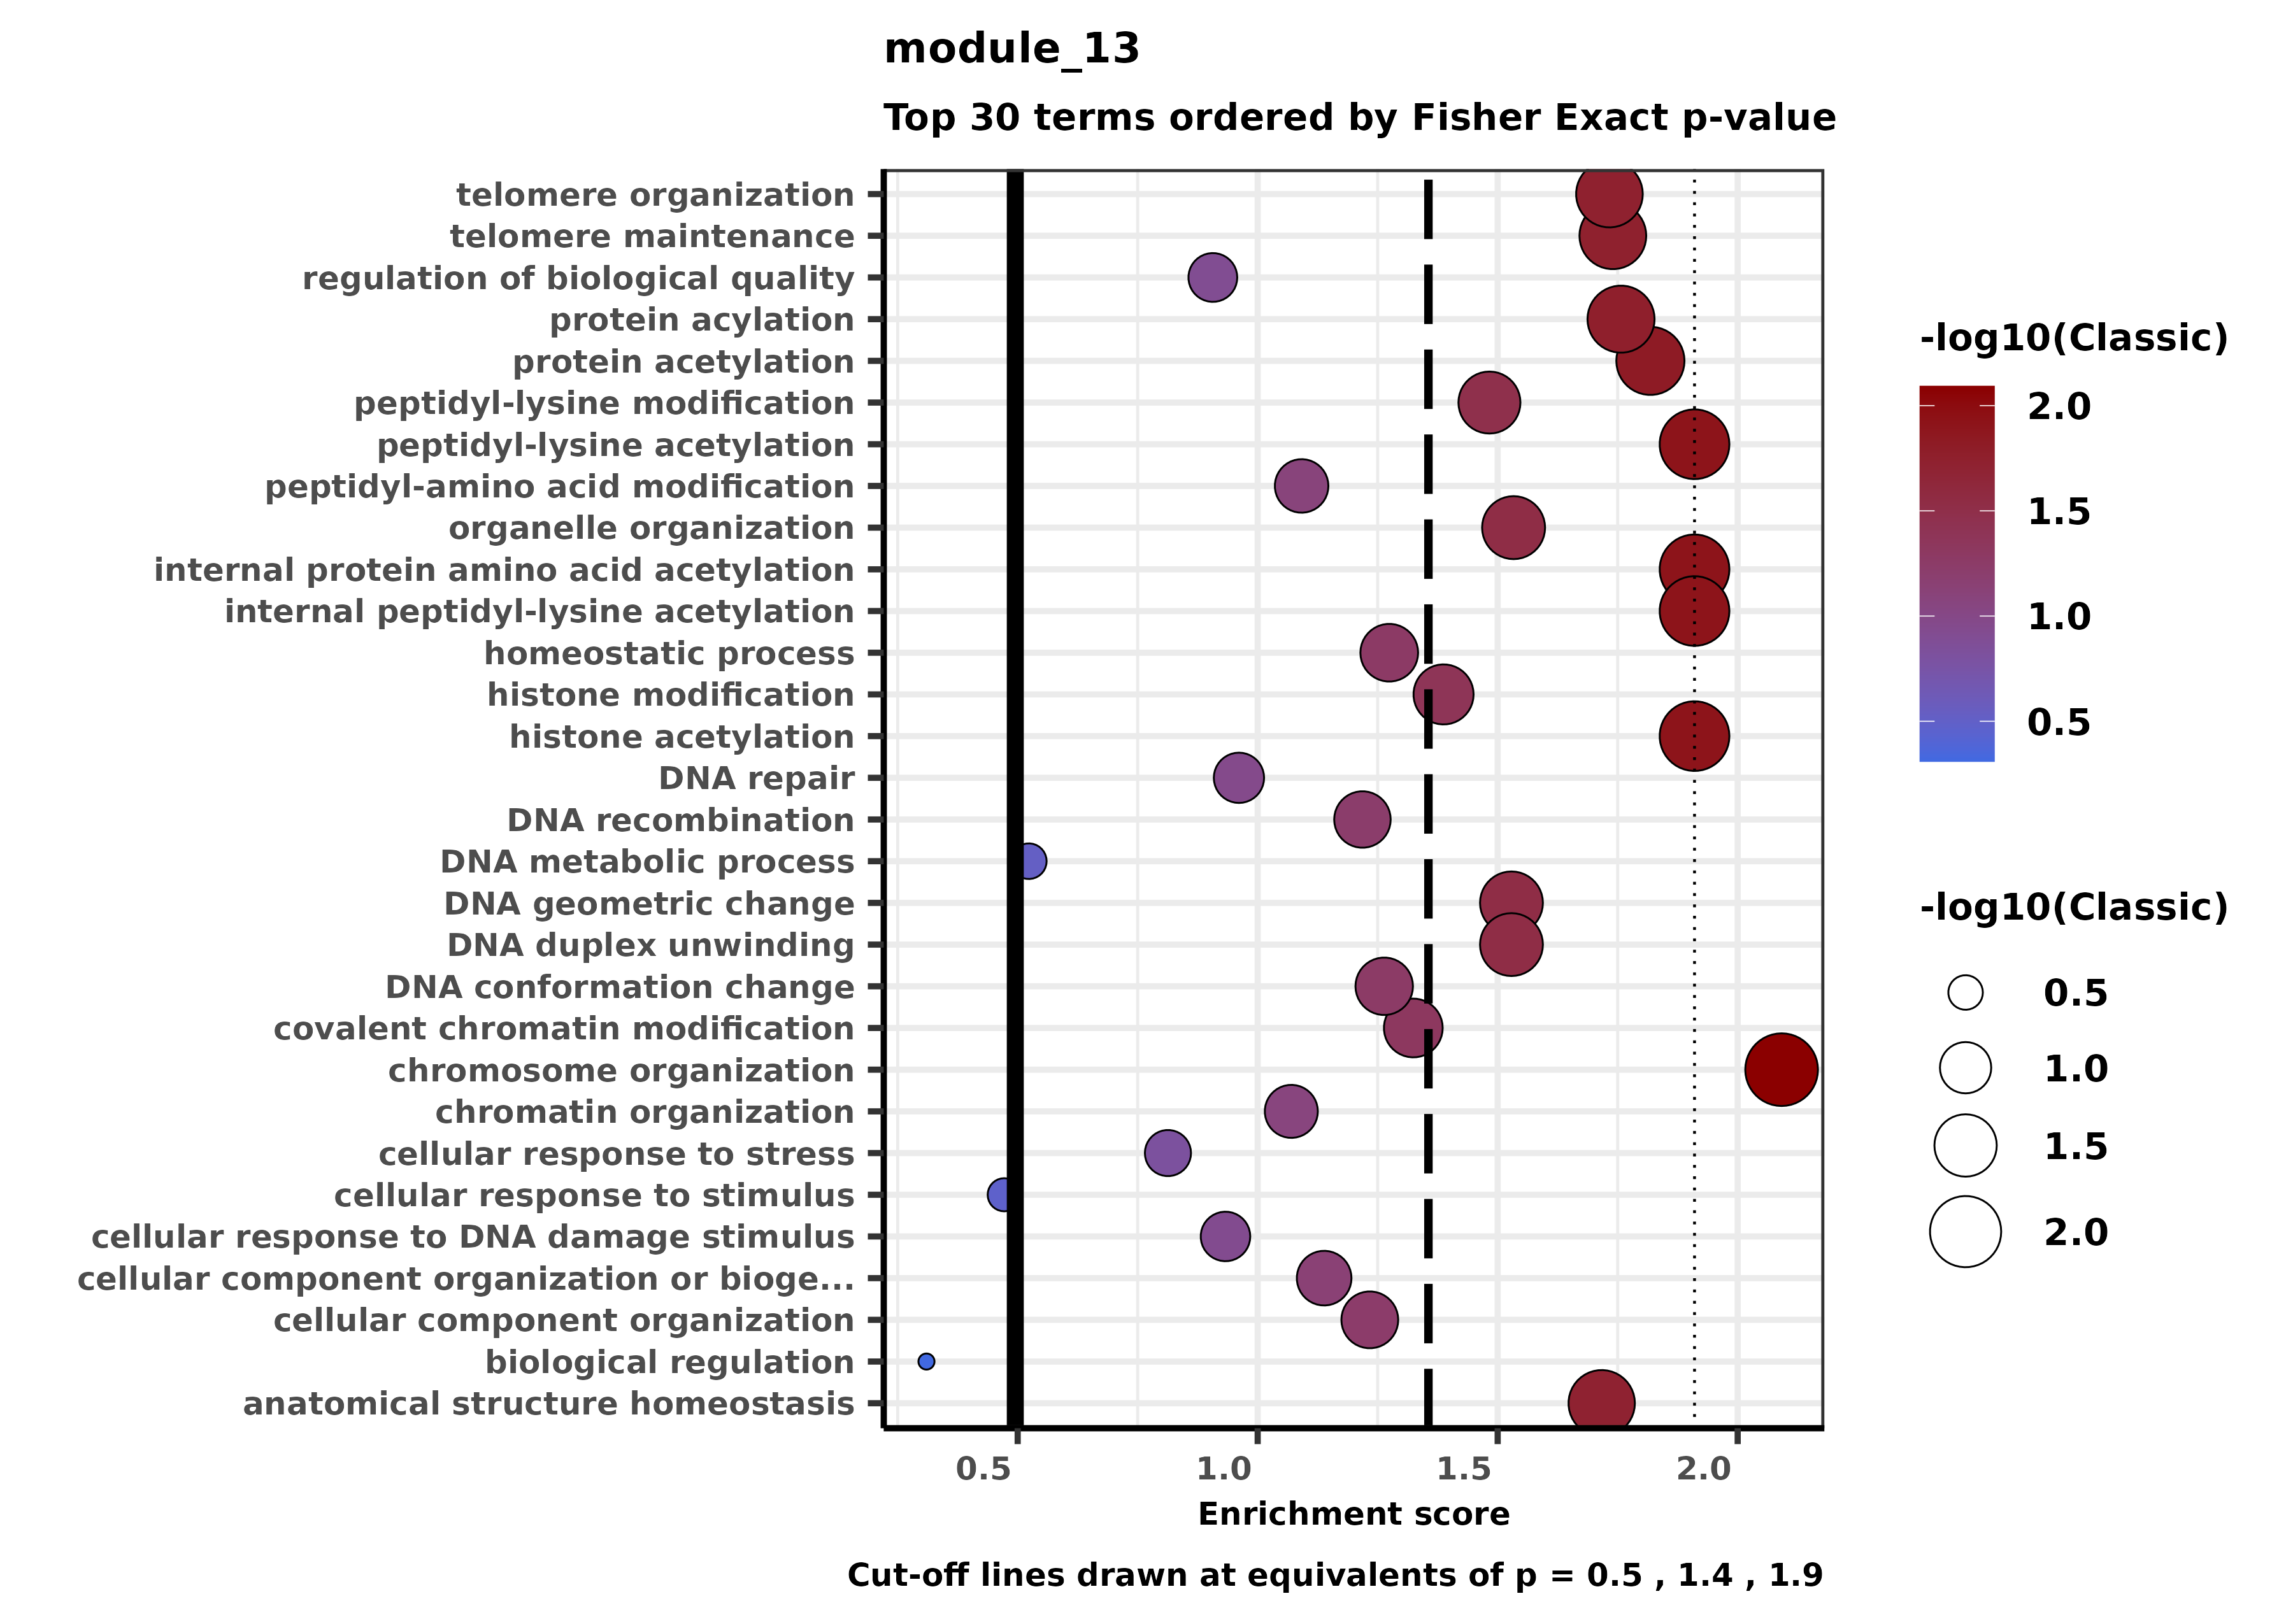 module_13
Top 30 terms ordered by Fisher Exact p-value
telomere organization
telomere maintenance
regulation of biological quality
protein acylation
protein acetylation
peptidyl-lysine modification
peptidyl-lysine acetylation
peptidyl-amino acid modification
organelle organization
internal protein amino acid acetylation
internal peptidyl-lysine acetylation
homeostatic process
histone modification
histone acetylation
DNA repair
DNA recombination
DNA metabolic process
DNA geometric change
DNA duplex unwinding
DNA conformation change
covalent chromatin modification
chromosome organization
chromatin organization
cellular response to stress
cellular response to stimulus
cellular response to DNA damage stimulus
cellular component organization or bioge...
cellular component organization
biological regulation
anatomical structure homeostasis
0.5 1.0 1.5 2.0
Enrichment score
Cut-off lines drawn at equivalents of p = 0.5 , 1.4 , 1.9
-log10(Classic)
2.0
1.5
1.0
0.5
-log10(Classic)
0.5
1.0
1.5
2.0